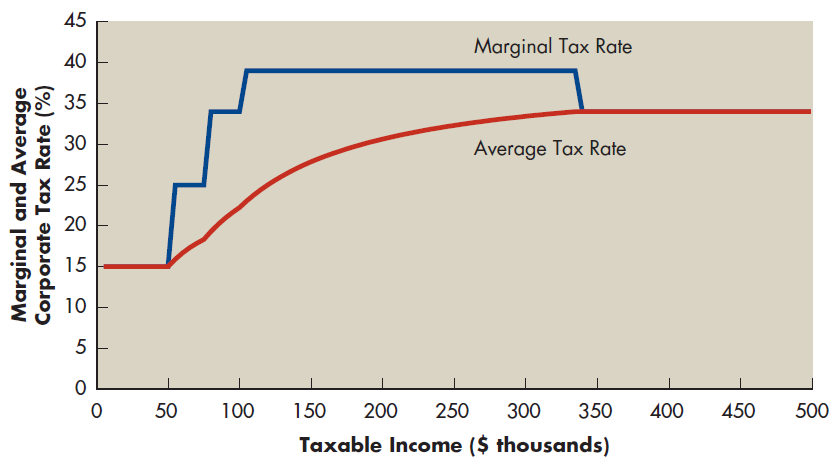 Marginal and Average
Corporate Tax Rate (%)
45
40
35
30
25
20
15
10
5
0
Marginal Tax Rate
Average Tax Rate
0 50 100 150 200 250 300 350 400 450 500
Taxable Income ($ thousands)